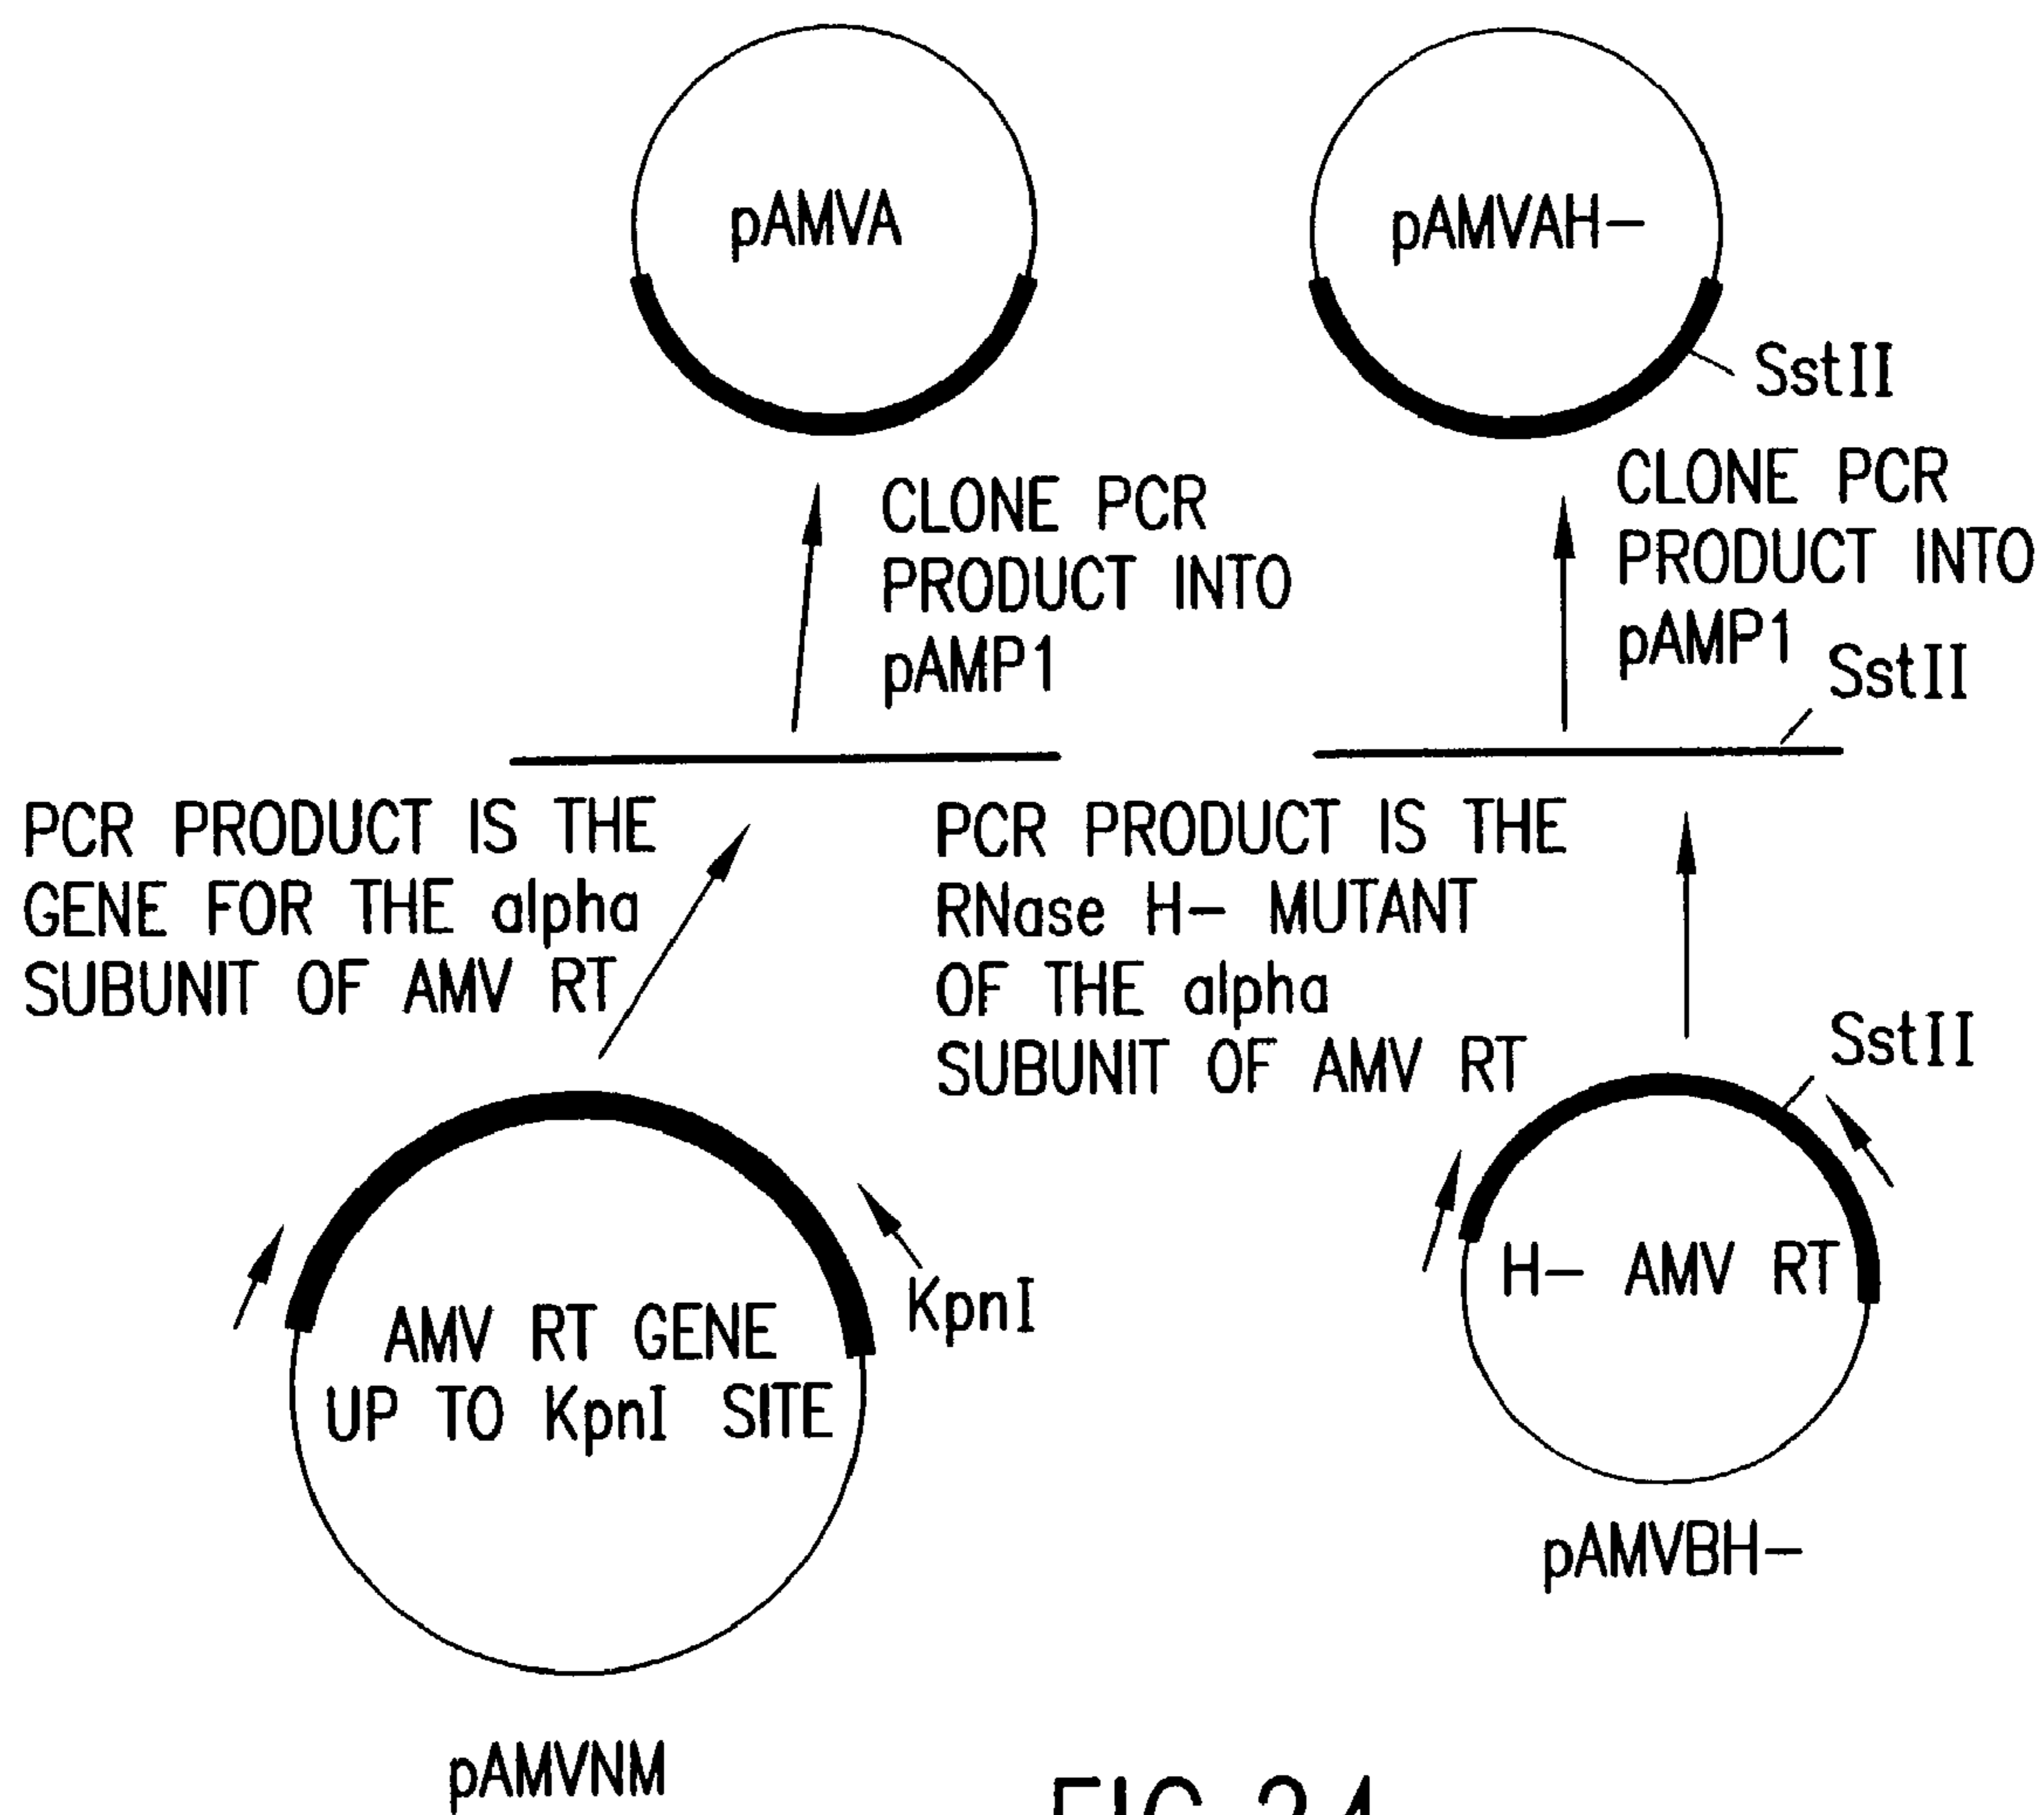 pAMVA
pAMVAH-
SstII
CLONE PCR
PRODUCT INTO
pAMP1
CLONE PCR
PRODUCT INTO
pAMP1
SstII
PCR PRODUCT IS THE
GENE FOR THE alpha
SUBUNIT OF AMV RT
PCR PRODUCT IS THE
RNase H- MUTANT
OF THE alpha
SUBUNIT OF AMV RT
SstII
KpnI
AMV RT GENE
UP TO KpnI SITE
H- AMV RT
pAMVBH-
pAMVNM